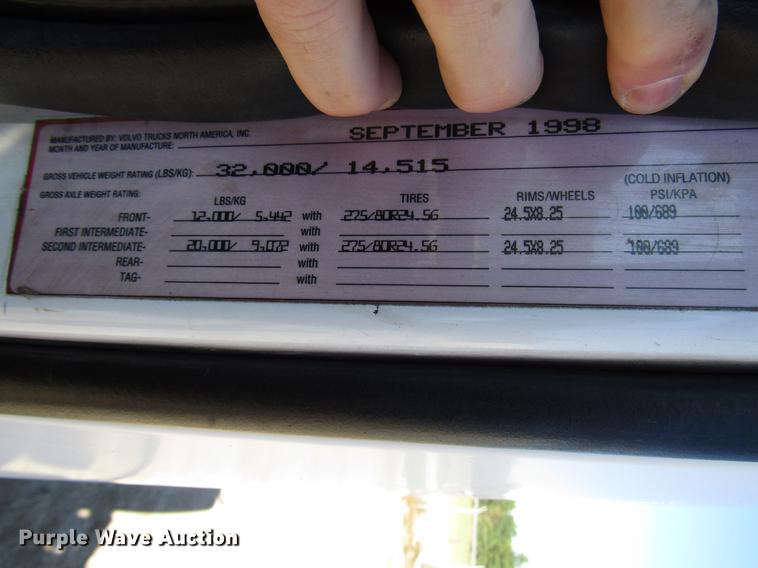 MANUFACTURED BY: VOLVO TRUCKS NORTH AMERICA, INC.
MONTH AND YEAR OF MANUFACTURE: SEPTEMBER 1998
GROSS VEHICLE WEIGHT RATING (LBS/KG): 32,000/ 14,515
(COLD INFLATION)
GROSS AXLE WEIGHT RATING: LBS/KG TIRES RIMS/WHEELS PSI/KPA
FRONT- 12,000/ 5,442 with 275/80R24.5G 24.5X8.25 100/689
FIRST INTERMEDIATE- with
SECOND INTERMEDIATE- 20,000/ 9,072 with 275/80R24.5G 24.5X8.25 100/689
REAR- with
TAG- with
Purple Wave Auction